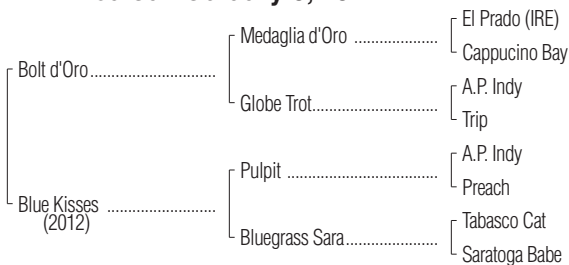 El Prado (IRE)
Medaglia d'Oro ..........................
Cappucino Bay
Bolt d'Oro..............................
A.P. Indy
Globe Trot..............................
Trip
A.P. Indy
Pulpit ...................................
Preach
Blue Kisses ..........................
(2012)
Tabasco Cat
Bluegrass Sara......................
Saratoga Babe